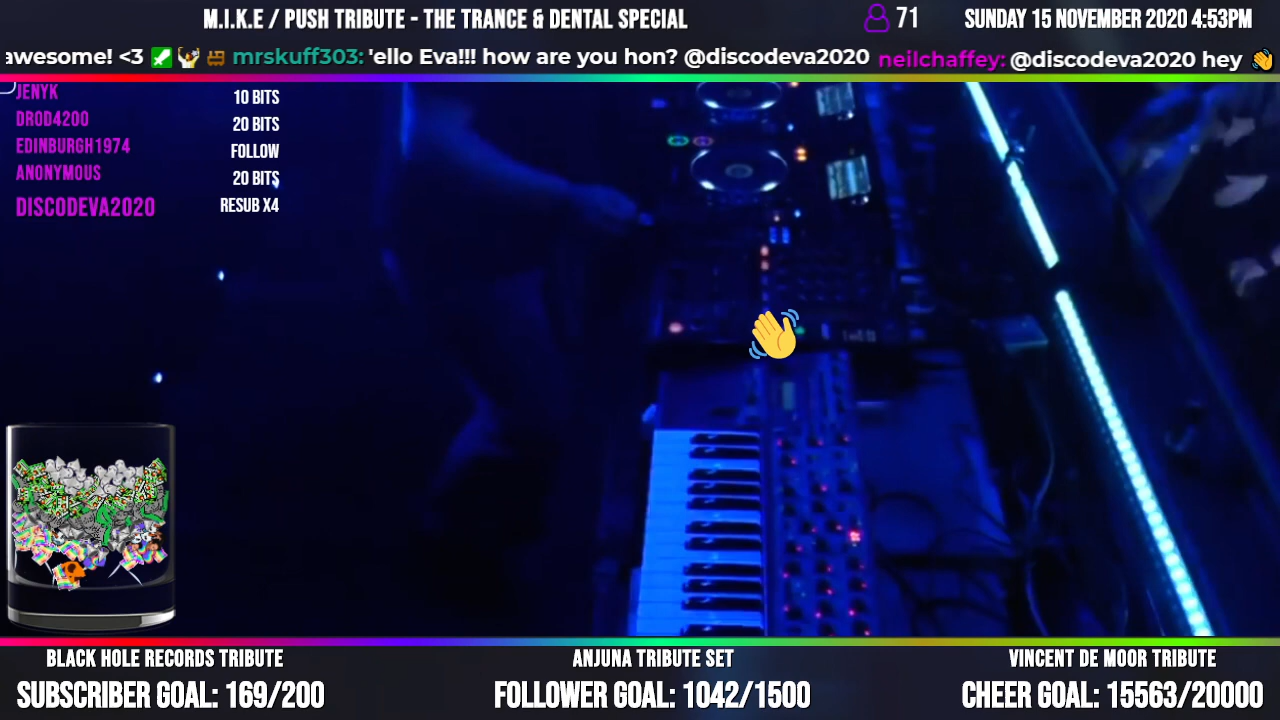 M.I.K.E / PUSH TRIBUTE - THE TRANCE & DENTAL SPECIAL
71
SUNDAY 15 NOVEMBER 2020 4:53PM
awesome! <3
mrskuff303: 'ello Eva!!! how are you hon? @discodeva2020
neilchaffey: @discodeva2020 hey
JENYK 10 BITS
DROD4200 20 BITS
EDINBURGH1974 FOLLOW
ANONYMOUS 20 BITS
DISCODEVA2020 RESUB X4
BLACK HOLE RECORDS TRIBUTE
SUBSCRIBER GOAL: 169/200
ANJUNA TRIBUTE SET
FOLLOWER GOAL: 1042/1500
VINCENT DE MOOR TRIBUTE
CHEER GOAL: 15563/20000